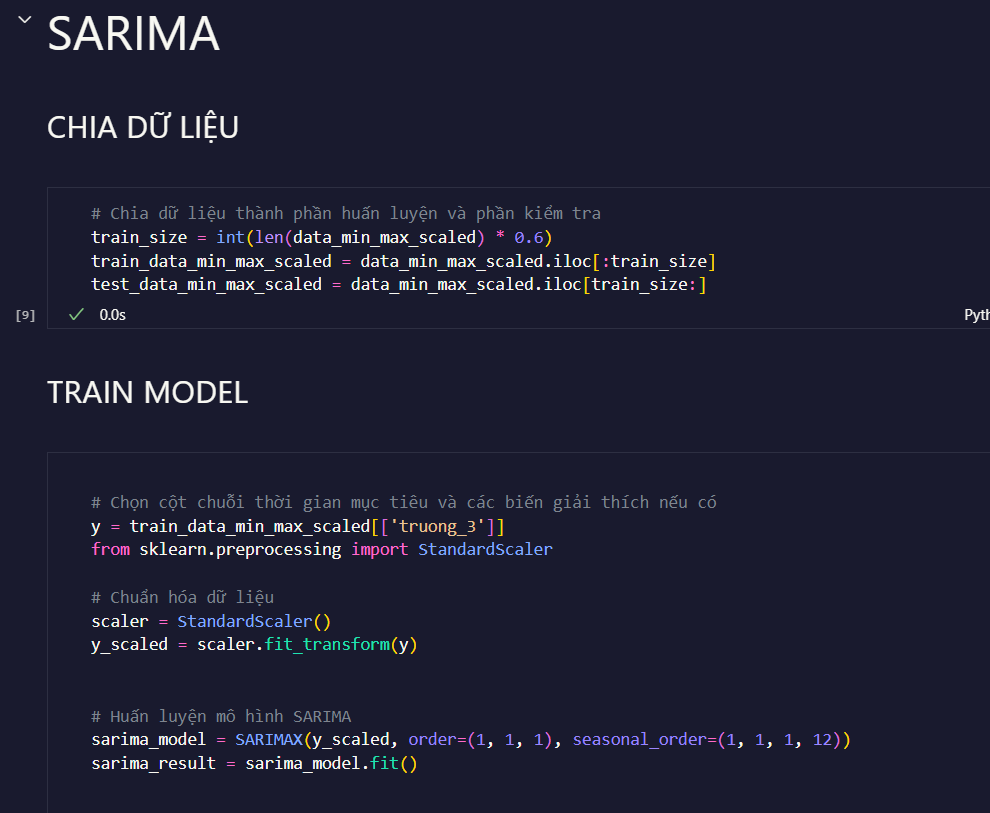 SARIMA
CHIA DỮ LIỆU
# Chia dữ liệu thành phần huấn luyện và phần kiểm tra
train_size = int(len(data_min_max_scaled) * 0.6)
train_data_min_max_scaled = data_min_max_scaled.iloc[:train_size]
test_data_min_max_scaled = data_min_max_scaled.iloc[train_size:]
[9] ✓ 0.0s Pyth
TRAIN MODEL
# Chọn cột chuỗi thời gian mục tiêu và các biến giải thích nếu có
y = train_data_min_max_scaled[['truong_3']]
from sklearn.preprocessing import StandardScaler
# Chuẩn hóa dữ liệu
scaler = StandardScaler()
y_scaled = scaler.fit_transform(y)
# Huấn luyện mô hình SARIMA
sarima_model = SARIMAX(y_scaled, order=(1, 1, 1), seasonal_order=(1, 1, 1, 12))
sarima_result = sarima_model.fit()